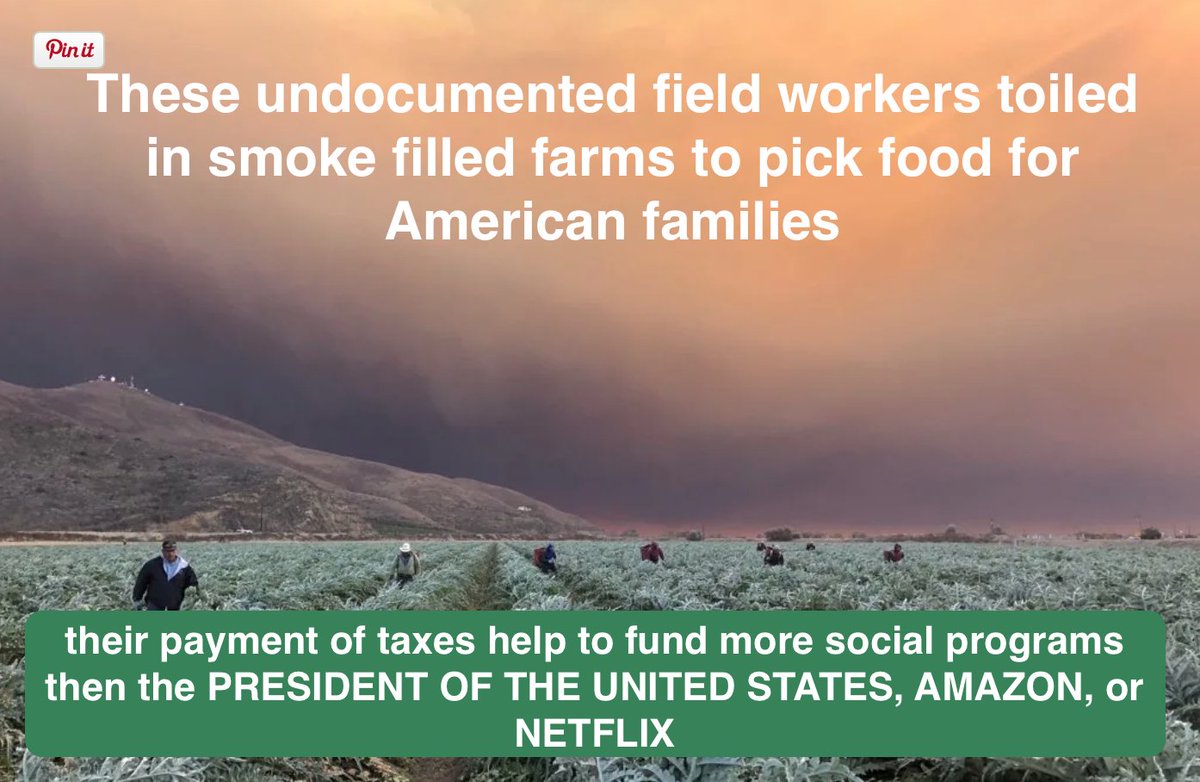 Pin it
These undocumented field workers toiled
in smoke filled farms to pick food for
American families
their payment of taxes help to fund more social programs
then the PRESIDENT OF THE UNITED STATES, AMAZON, or
NETFLIX